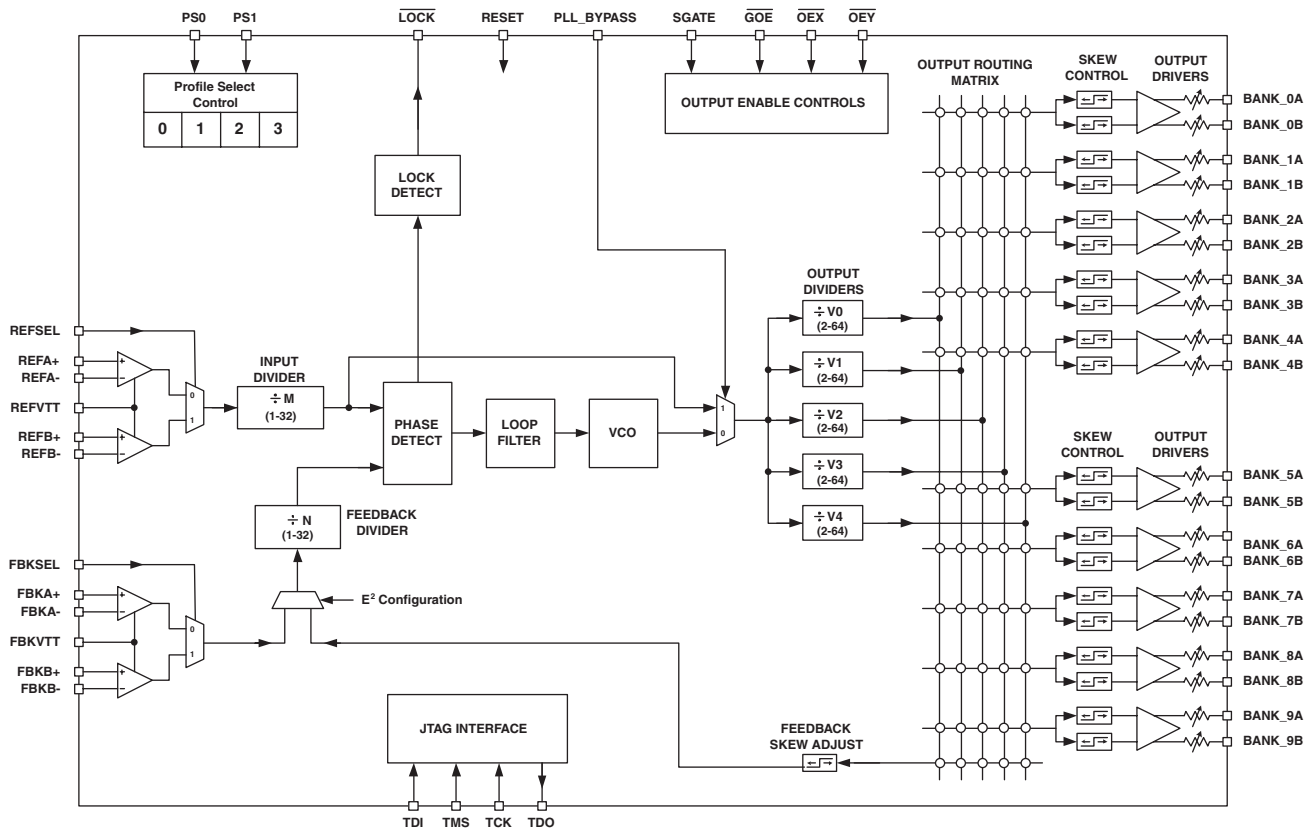 PS0 PS1 LOCK RESET PLL_BYPASS SGATE GOE OEX OEY
Profile Select
Control
0 1 2 3
OUTPUT ENABLE CONTROLS
OUTPUT ROUTING
MATRIX
SKEW
CONTROL
OUTPUT
DRIVERS
BANK_0A
BANK_0B
BANK_1A
BANK_1B
BANK_2A
BANK_2B
BANK_3A
BANK_3B
BANK_4A
BANK_4B
LOCK
DETECT
OUTPUT
DIVIDERS
÷ V0
(2-64)
÷ V1
(2-64)
÷ V2
(2-64)
÷ V3
(2-64)
÷ V4
(2-64)
REFSEL
REFA+
REFA-
REFVTT
REFB+
REFB-
+
−
+
−
0
1
INPUT
DIVIDER
÷ M
(1-32)
PHASE
DETECT
LOOP
FILTER
VCO
1
0
÷ N
(1-32)
FEEDBACK
DIVIDER
SKEW
CONTROL
OUTPUT
DRIVERS
BANK_5A
BANK_5B
BANK_6A
BANK_6B
BANK_7A
BANK_7B
BANK_8A
BANK_8B
BANK_9A
BANK_9B
FBKSEL
FBKA+
FBKA-
FBKVTT
FBKB+
FBKB-
+
−
+
−
0
1
E² Configuration
JTAG INTERFACE
FEEDBACK
SKEW ADJUST
TDI TMS TCK TDO